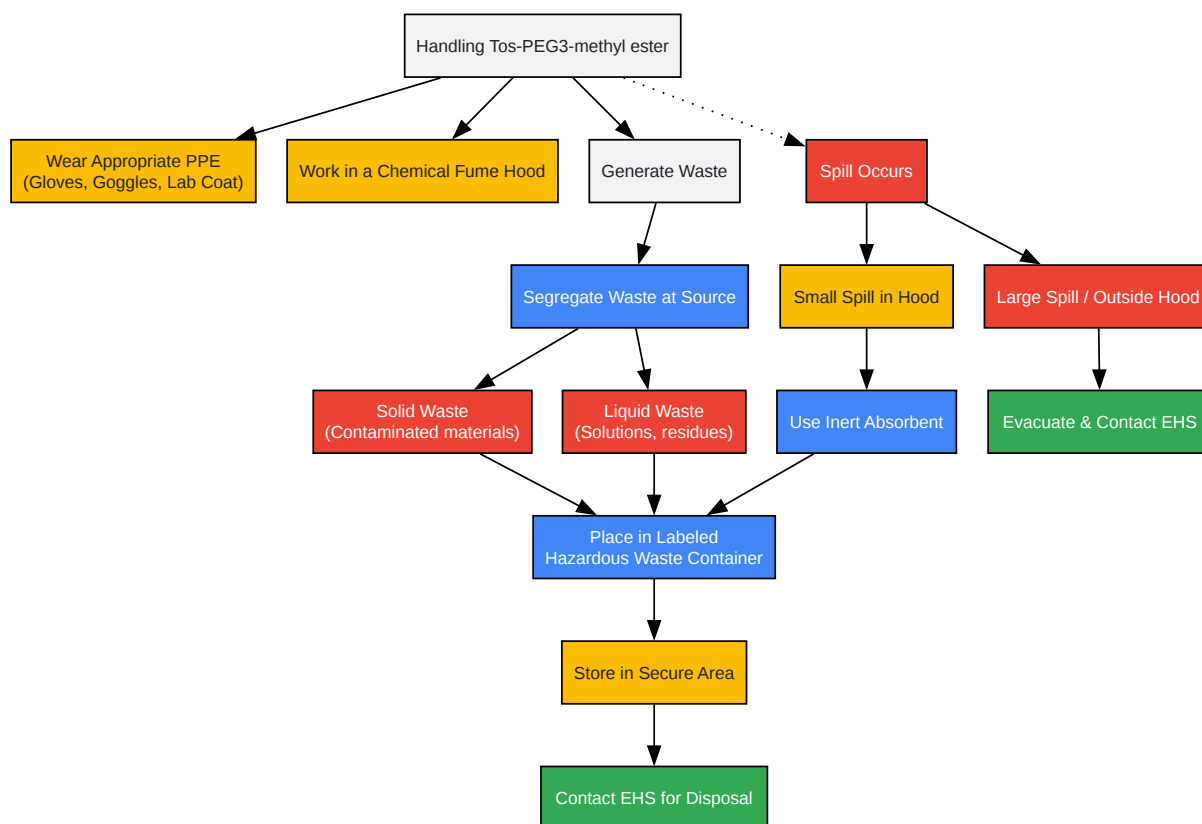 Handling Tos-PEG3-methyl ester
Wear Appropriate PPE
(Gloves, Goggles, Lab Coat)
Work in a Chemical Fume Hood
Generate Waste
Spill Occurs
Segregate Waste at Source
Small Spill in Hood
Large Spill / Outside Hood
Solid Waste
(Contaminated materials)
Liquid Waste
(Solutions, residues)
Use Inert Absorbent
Evacuate & Contact EHS
Place in Labeled
Hazardous Waste Container
Store in Secure Area
Contact EHS for Disposal